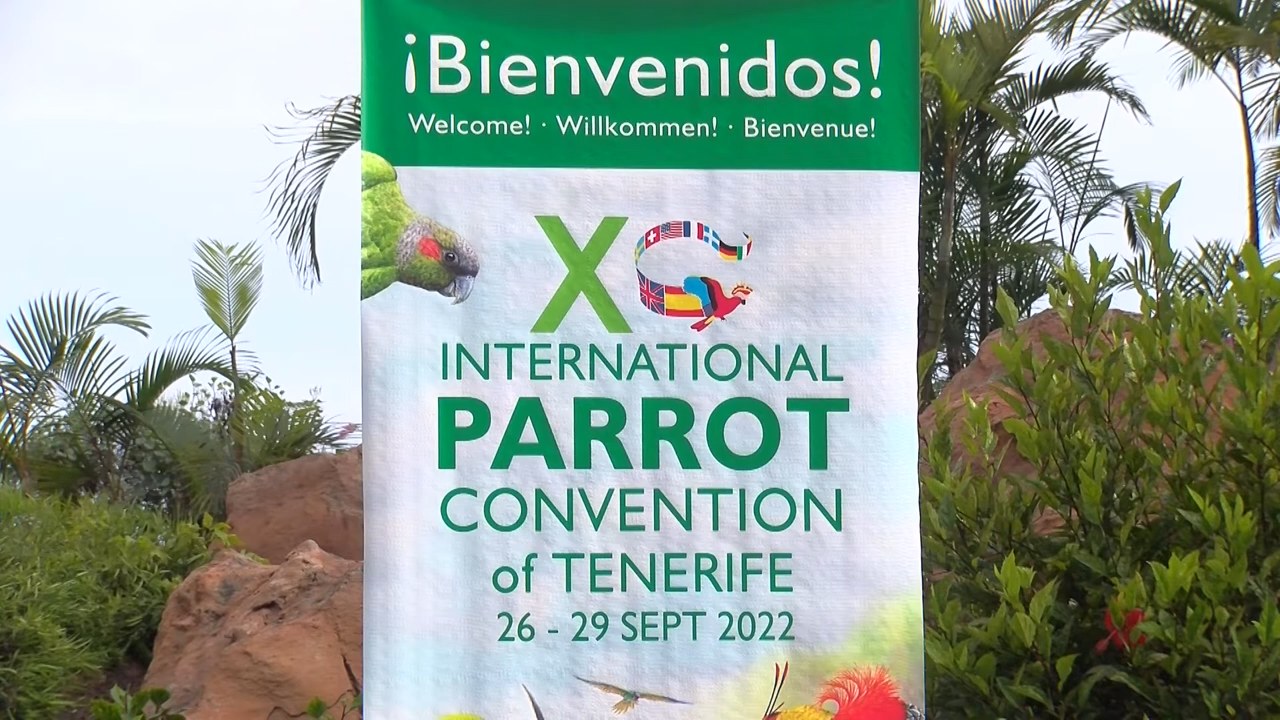 ¡Bienvenidos!
Welcome! · Willkommen! · Bienvenue!
X
INTERNATIONAL
PARROT
CONVENTION
of TENERIFE
26 - 29 SEPT 2022